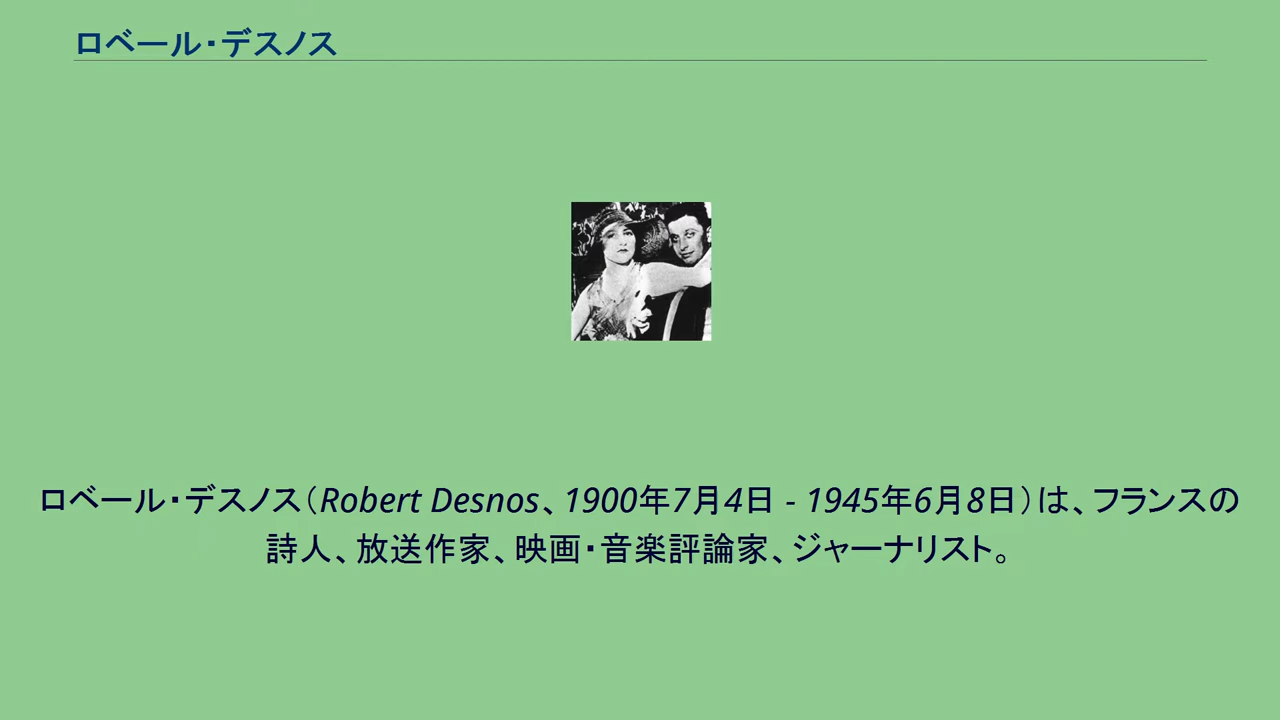 ロベール・デスノス
ロベール・デスノス（Robert Desnos、1900年7月4日 - 1945年6月8日）は、フランスの
詩人、放送作家、映画・音楽評論家、ジャーナリスト。